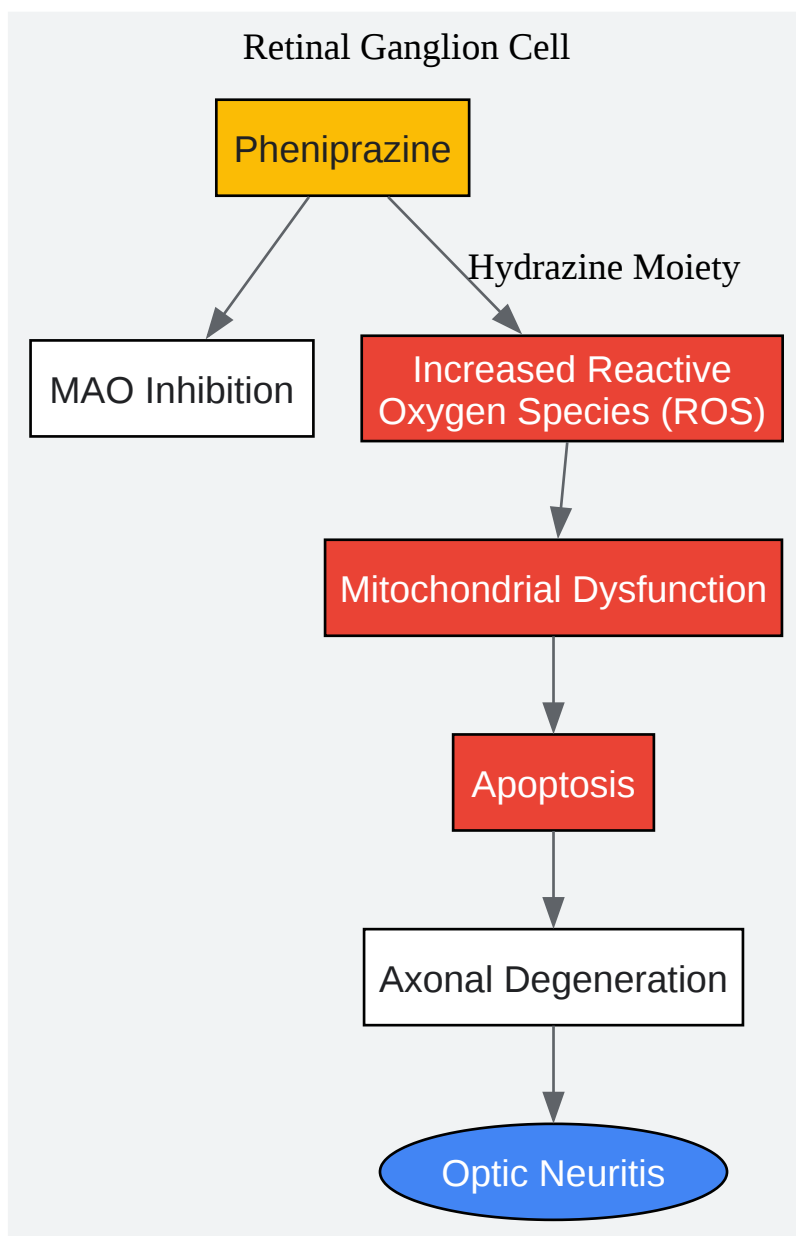 Retinal Ganglion Cell
Pheniprazine
Hydrazine Moiety
MAO Inhibition
Increased Reactive
Oxygen Species (ROS)
Mitochondrial Dysfunction
Apoptosis
Axonal Degeneration
Optic Neuritis